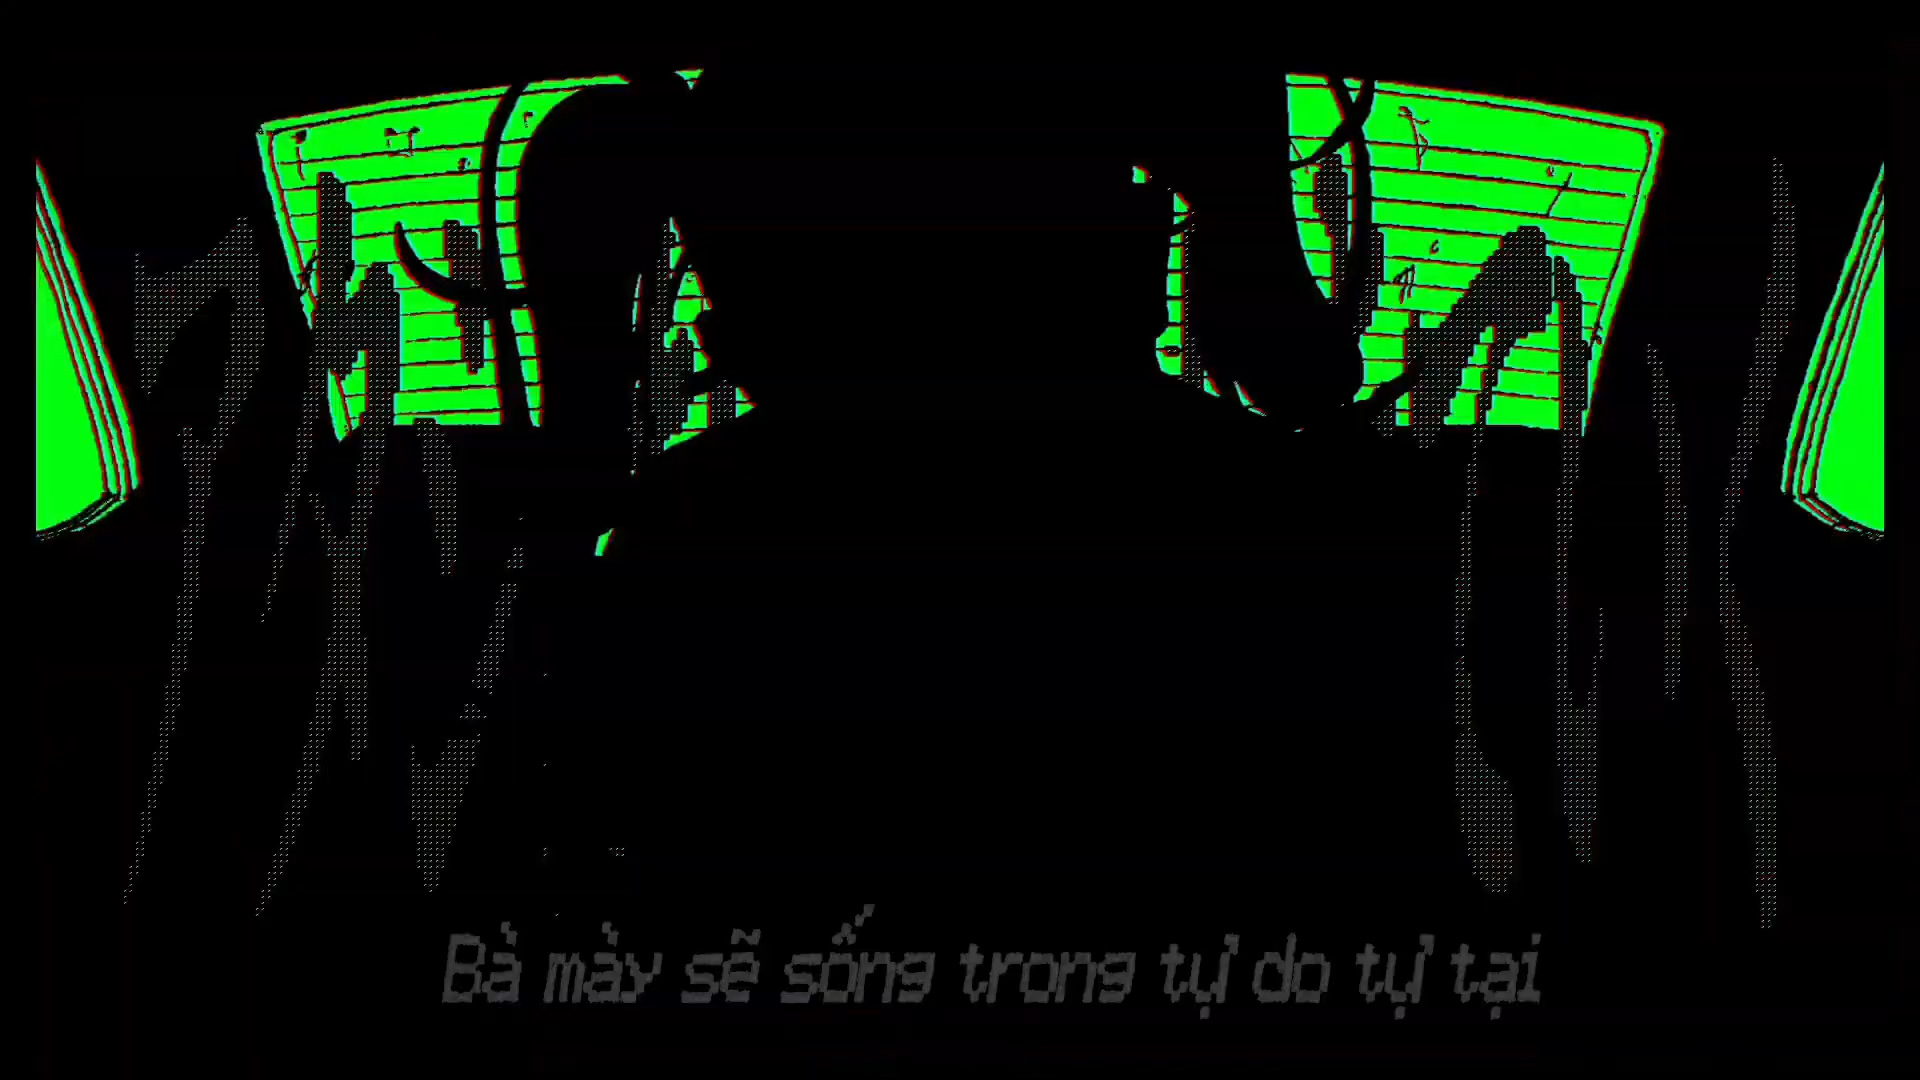 Bà mày sẽ sống trong tự do tự tại